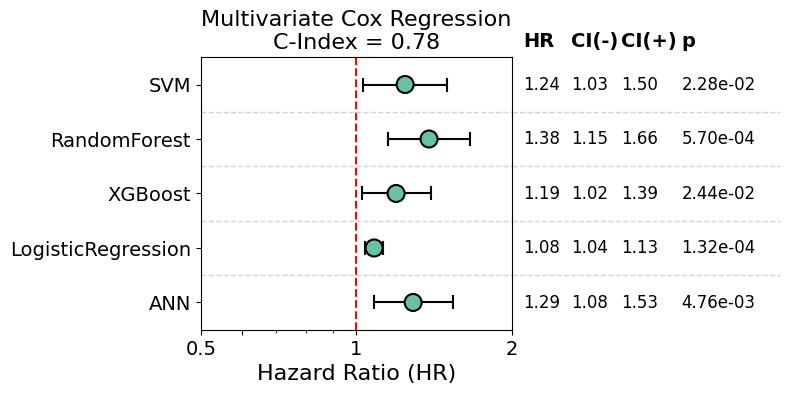 Multivariate Cox Regression
C-Index = 0.78
HR CI(-) CI(+) p
SVM 1.24 1.03 1.50 2.28e-02
RandomForest 1.38 1.15 1.66 5.70e-04
XGBoost 1.19 1.02 1.39 2.44e-02
LogisticRegression 1.08 1.04 1.13 1.32e-04
ANN 1.29 1.08 1.53 4.76e-03
0.5 1 2
Hazard Ratio (HR)